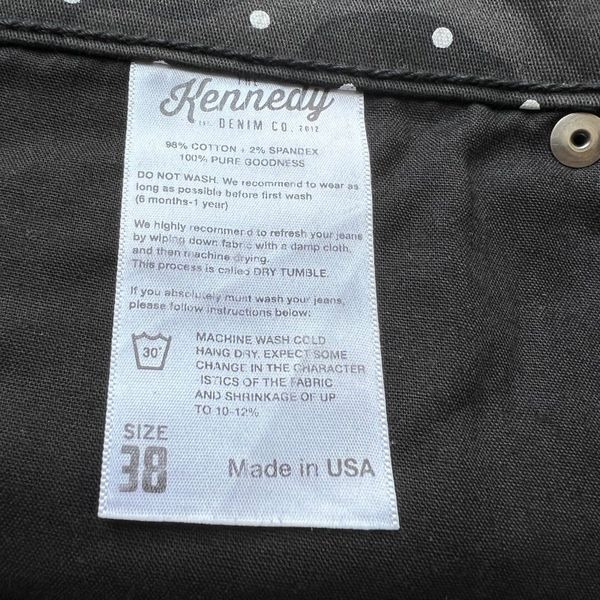 THE
Kennedy
EST. DENIM CO. 2012
98% COTTON + 2% SPANDEX
100% PURE GOODNESS
DO NOT WASH. We recommend to wear as
long as possible before first wash
(6 months-1 year)
We highly recommend to refresh your jeans
by wiping down fabric with a damp cloth,
and then machine drying.
This process is called DRY TUMBLE.
If you absolutely must wash your jeans,
please follow instructions below:
30°
MACHINE WASH COLD
HANG DRY. EXPECT SOME
CHANGE IN THE CHARACTER
ISTICS OF THE FABRIC
AND SHRINKAGE OF UP
TO 10-12%
SIZE
38
Made in USA